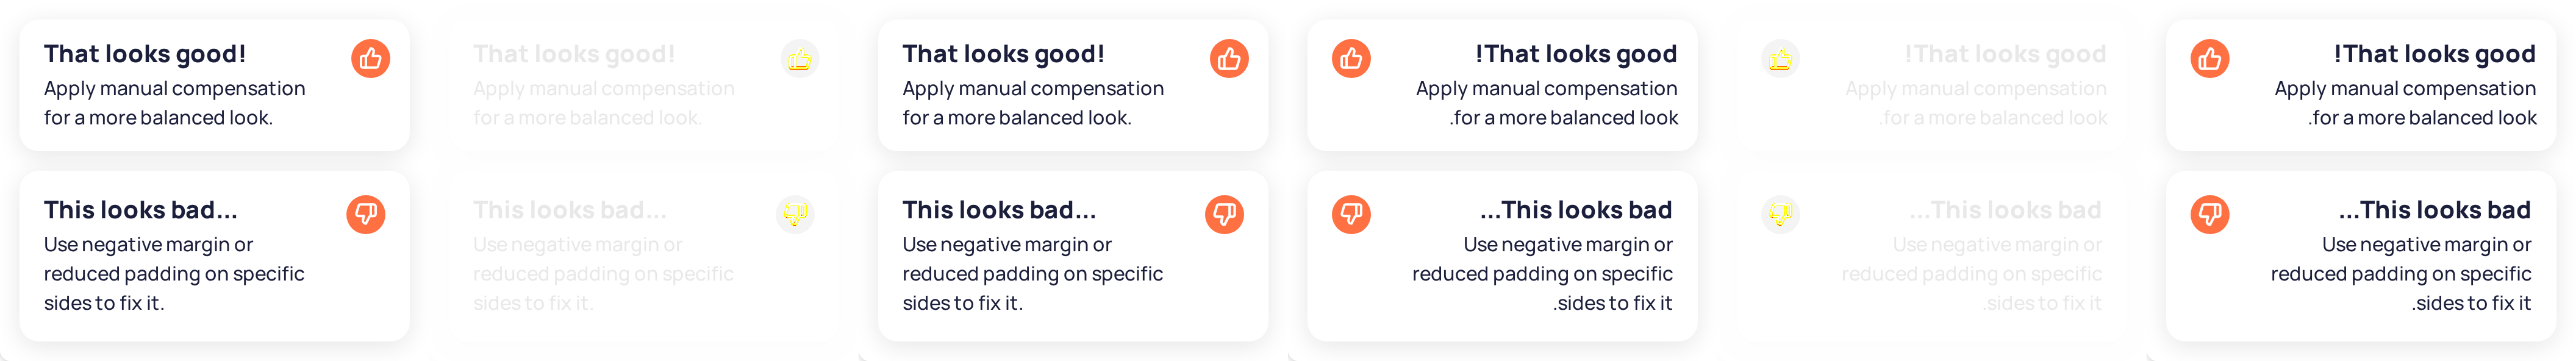 That looks good!
Apply manual compensation
for a more balanced look.
This looks bad...
Use negative margin or
reduced padding on specific
sides to fix it.
That looks good!
Apply manual compensation
for a more balanced look.
This looks bad...
Use negative margin or
reduced padding on specific
sides to fix it.
That looks good!
Apply manual compensation
for a more balanced look.
This looks bad...
Use negative margin or
reduced padding on specific
sides to fix it.
!That looks good
Apply manual compensation
.for a more balanced look
...This looks bad
Use negative margin or
reduced padding on specific
.sides to fix it
!That looks good
Apply manual compensation
.for a more balanced look
...This looks bad
Use negative margin or
reduced padding on specific
.sides to fix it
!That looks good
Apply manual compensation
.for a more balanced look
...This looks bad
Use negative margin or
reduced padding on specific
.sides to fix it